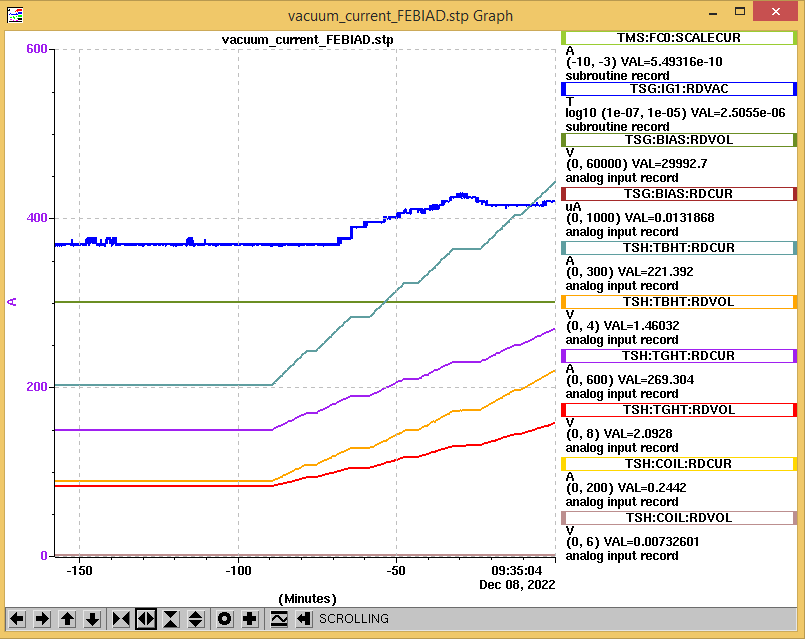 vacuum_current_FEBIAD.stp Graph
vacuum_current_FEBIAD.stp
600
400
200
0
A
-150
-100
-50
09:35:04
Dec 08, 2022
(Minutes)
TMS:FC0:SCALECUR
A
(-10, -3) VAL=5.49316e-10
subroutine record
TSG:IG1:RDVAC
T
log10 (1e-07, 1e-05) VAL=2.5055e-06
subroutine record
TSG:BIAS:RDVOL
V
(0, 60000) VAL=29992.7
analog input record
TSG:BIAS:RDCUR
uA
(0, 1000) VAL=0.0131868
analog input record
TSH:TBHT:RDCUR
A
(0, 300) VAL=221.392
analog input record
TSH:TBHT:RDVOL
V
(0, 4) VAL=1.46032
analog input record
TSH:TGHT:RDCUR
A
(0, 600) VAL=269.304
analog input record
TSH:TGHT:RDVOL
V
(0, 8) VAL=2.0928
analog input record
TSH:COIL:RDCUR
A
(0, 200) VAL=0.2442
analog input record
TSH:COIL:RDVOL
V
(0, 6) VAL=0.00732601
analog input record
SCROLLING